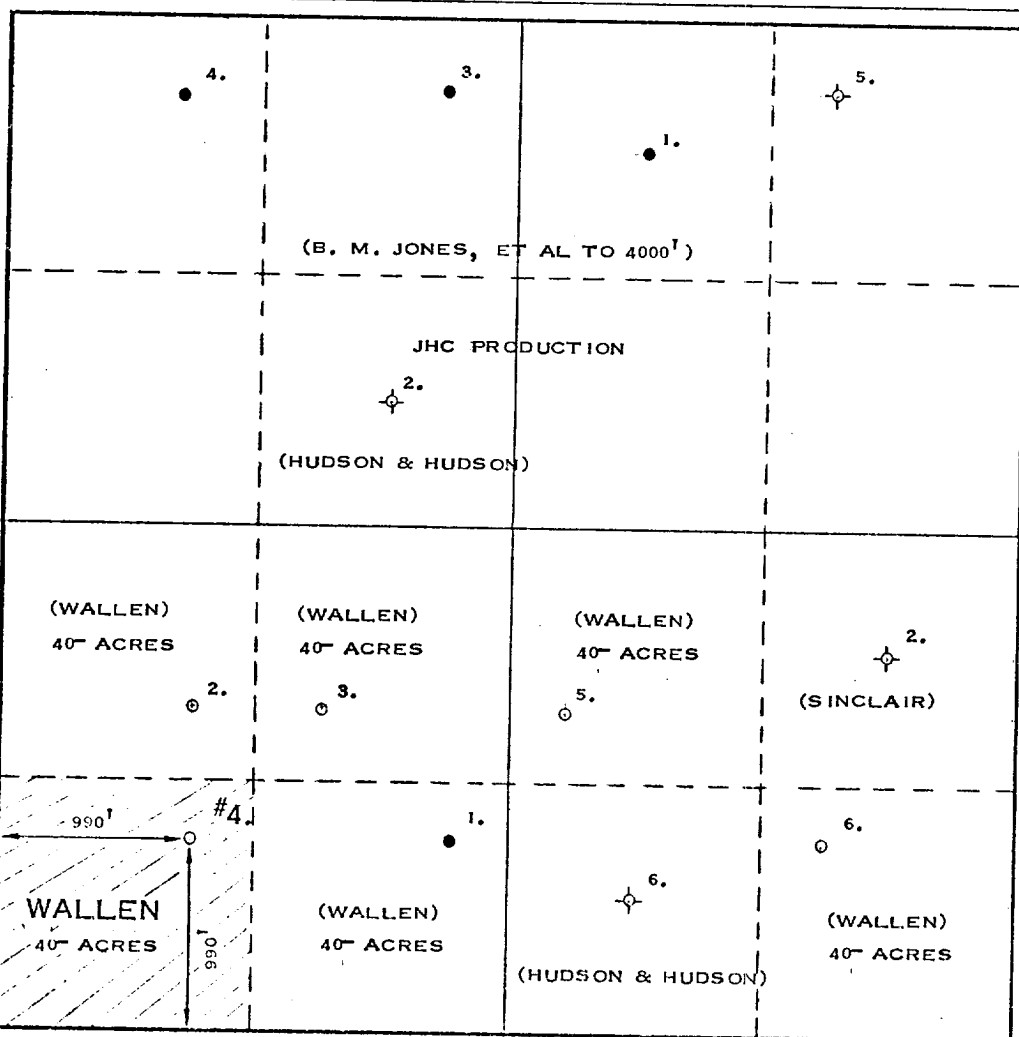 4.
3.
5.
1.
(B. M. JONES, ET AL TO 4000')
JHC PRODUCTION
2.
(HUDSON & HUDSON)
(WALLEN)
40- ACRES
(WALLEN)
40- ACRES
(WALLEN)
40- ACRES
2.
(SINCLAIR)
2.
3.
5.
#4.
990'
1.
6.
6.
WALLEN
40- ACRES
990'
(WALLEN)
40- ACRES
(HUDSON & HUDSON)
(WALLEN)
40- ACRES